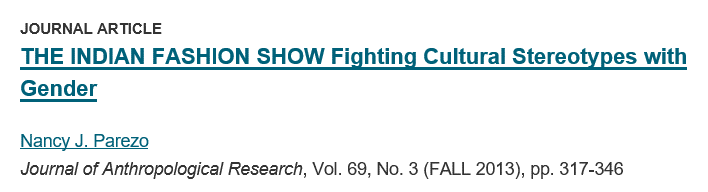 JOURNAL ARTICLE
THE INDIAN FASHION SHOW Fighting Cultural Stereotypes with
Gender
Nancy J. Parezo
Journal of Anthropological Research, Vol. 69, No. 3 (FALL 2013), pp. 317-346